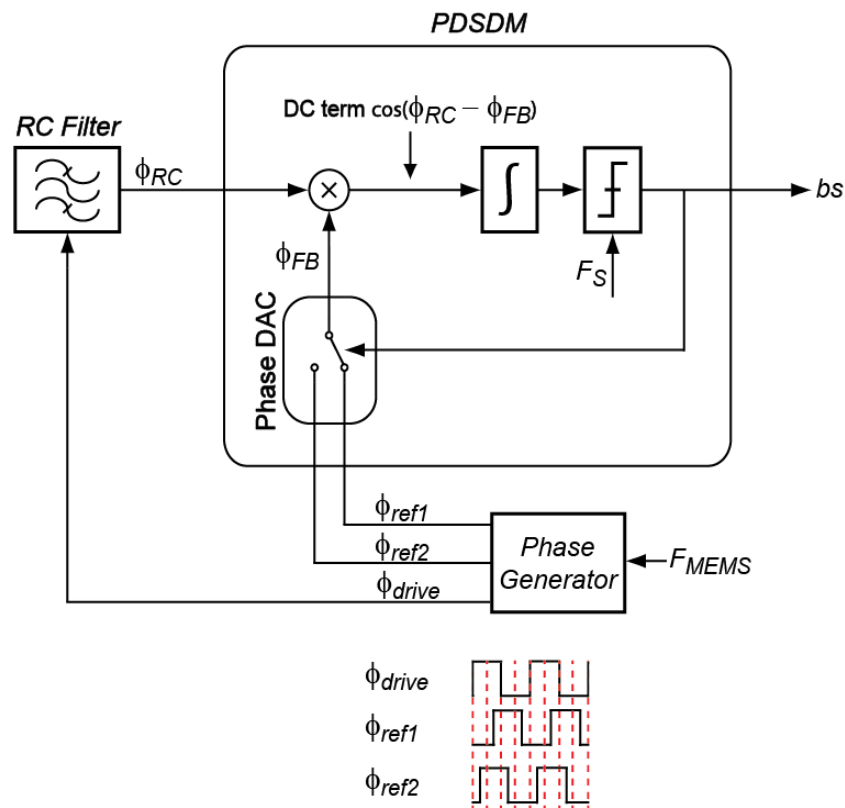 PDSDM
RC Filter
DC term cos(ϕRC − ϕFB)
ϕRC
×
∫
bs
ϕFB
FS
Phase DAC
ϕref1
ϕref2
ϕdrive
Phase
Generator
FMEMS
ϕdrive
ϕref1
ϕref2